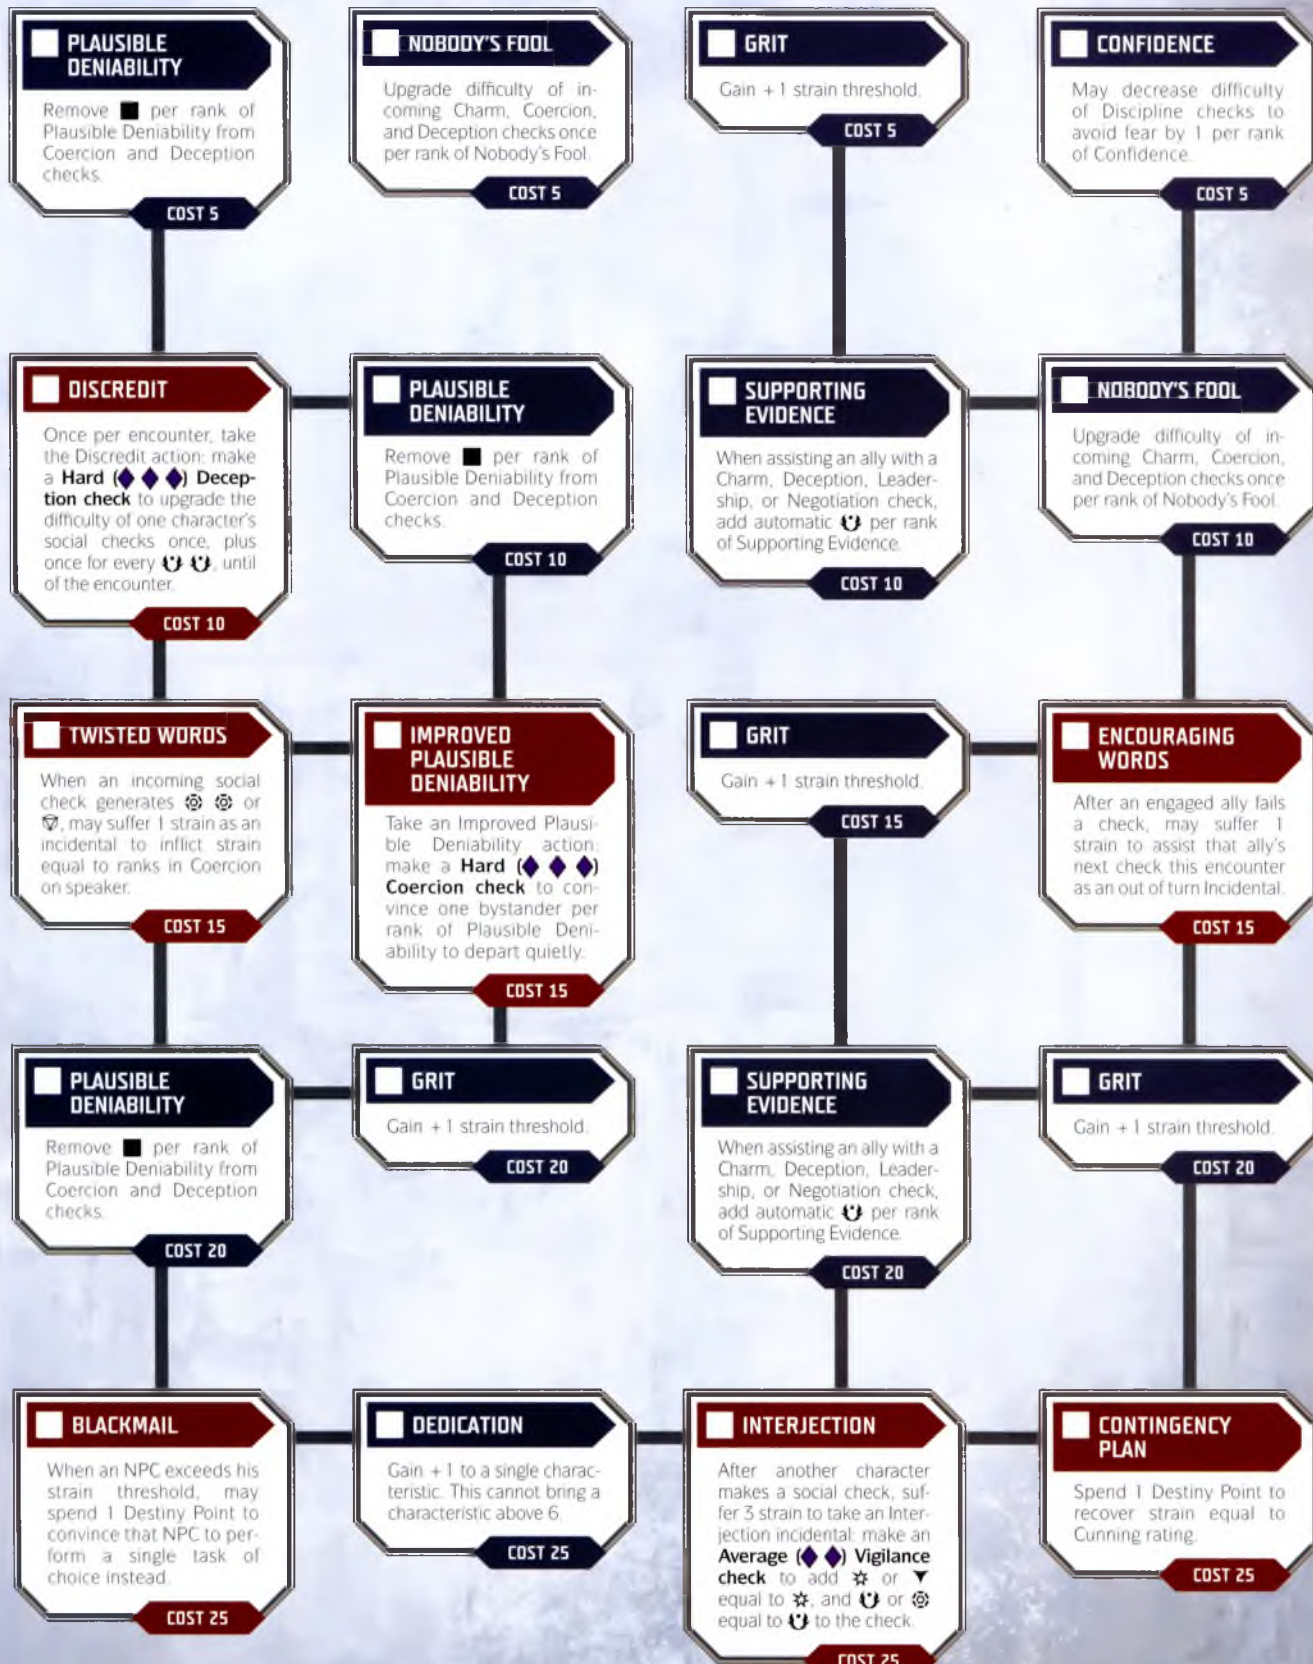 PLAUSIBLE
DENIABILITY
Remove ■ per rank of
Plausible Deniability from
Coercion and Deception
checks.
COST 5
NOBODY'S FOOL
Upgrade difficulty of in-
coming Charm, Coercion,
and Deception checks once
per rank of Nobody's Fool.
COST 5
GRIT
Gain +1 strain threshold.
COST 5
CONFIDENCE
May decrease difficulty
of Discipline checks to
avoid fear by 1 per rank
of Confidence.
COST 5
DISCREDIT
Once per encounter, take
the Discredit action: make
a Hard (◆ ◆ ◆) Decep-
tion check to upgrade the
difficulty of one character's
social checks once, plus
once for every , until
of the encounter.
COST 10
PLAUSIBLE
DENIABILITY
Remove ■ per rank of
Plausible Deniability from
Coercion and Deception
checks.
COST 10
SUPPORTING
EVIDENCE
When assisting an ally with a
Charm, Deception, Leader-
ship, or Negotiation check,
add automatic per rank
of Supporting Evidence.
COST 10
NOBODY'S FOOL
Upgrade difficulty of in-
coming Charm, Coercion,
and Deception checks once
per rank of Nobody's Fool.
COST 10
TWISTED WORDS
When an incoming social
check generates or
, may suffer 1 strain as an
incidental to inflict strain
equal to ranks in Coercion
on speaker.
COST 15
IMPROVED
PLAUSIBLE
DENIABILITY
Take an Improved Plausi-
ble Deniability action:
make a Hard (◆ ◆ ◆)
Coercion check to con-
vince one bystander per
rank of Plausible Deni-
ability to depart quietly.
COST 15
GRIT
Gain +1 strain threshold.
COST 15
ENCOURAGING
WORDS
After an engaged ally fails
a check, may suffer 1
strain to assist that ally's
next check this encounter
as an out of turn Incidental.
COST 15
PLAUSIBLE
DENIABILITY
Remove ■ per rank of
Plausible Deniability from
Coercion and Deception
checks.
COST 20
GRIT
Gain +1 strain threshold.
COST 20
SUPPORTING
EVIDENCE
When assisting an ally with a
Charm, Deception, Leader-
ship, or Negotiation check,
add automatic per rank
of Supporting Evidence.
COST 20
GRIT
Gain +1 strain threshold.
COST 20
BLACKMAIL
When an NPC exceeds his
strain threshold, may
spend 1 Destiny Point to
convince that NPC to per-
form a single task of
choice instead.
COST 25
DEDICATION
Gain +1 to a single charac-
teristic. This cannot bring a
characteristic above 6.
COST 25
INTERJECTION
After another character
makes a social check, suf-
fer 3 strain to take an Inter-
jection incidental: make an
Average (◆ ◆) Vigilance
check to add or ▼
equal to , and or
equal to to the check.
COST 25
CONTINGENCY
PLAN
Spend 1 Destiny Point to
recover strain equal to
Cunning rating.
COST 25